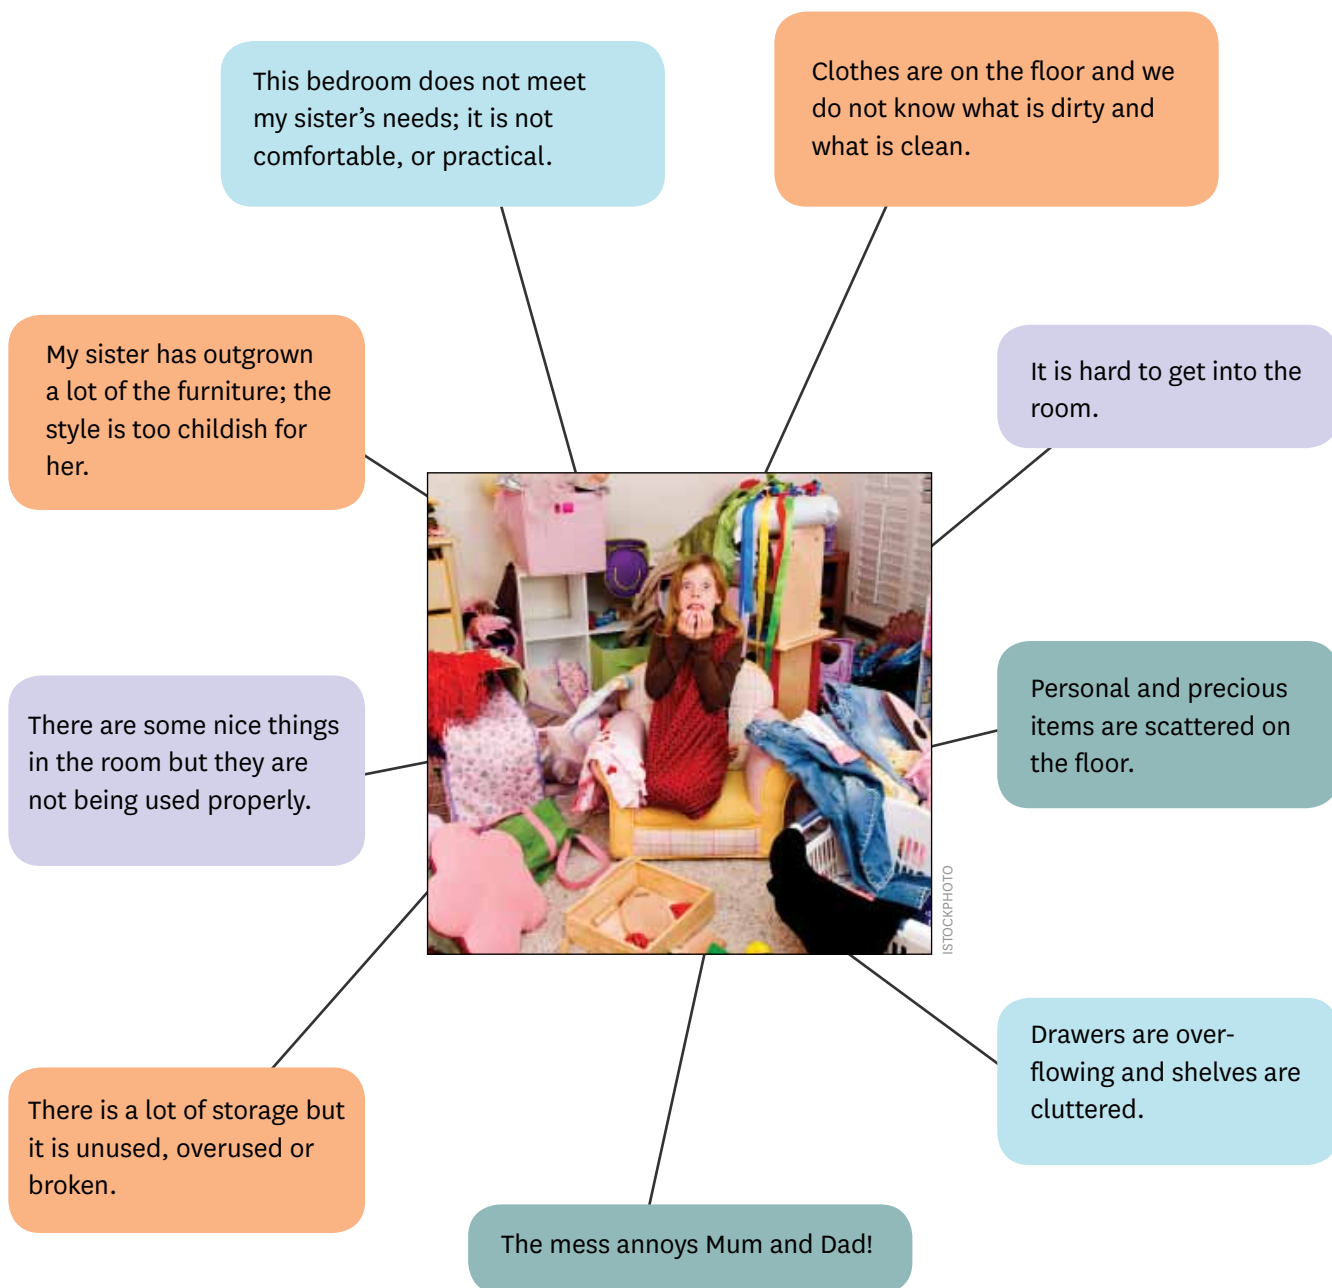 This bedroom does not meet
my sister’s needs; it is not
comfortable, or practical.
Clothes are on the floor and we
do not know what is dirty and
what is clean.
My sister has outgrown
a lot of the furniture; the
style is too childish for
her.
It is hard to get into the
room.
There are some nice things
in the room but they are
not being used properly.
Personal and precious
items are scattered on
the floor.
ISTOCKPHOTO
There is a lot of storage but
it is unused, overused or
broken.
Drawers are over-
flowing and shelves are
cluttered.
The mess annoys Mum and Dad!